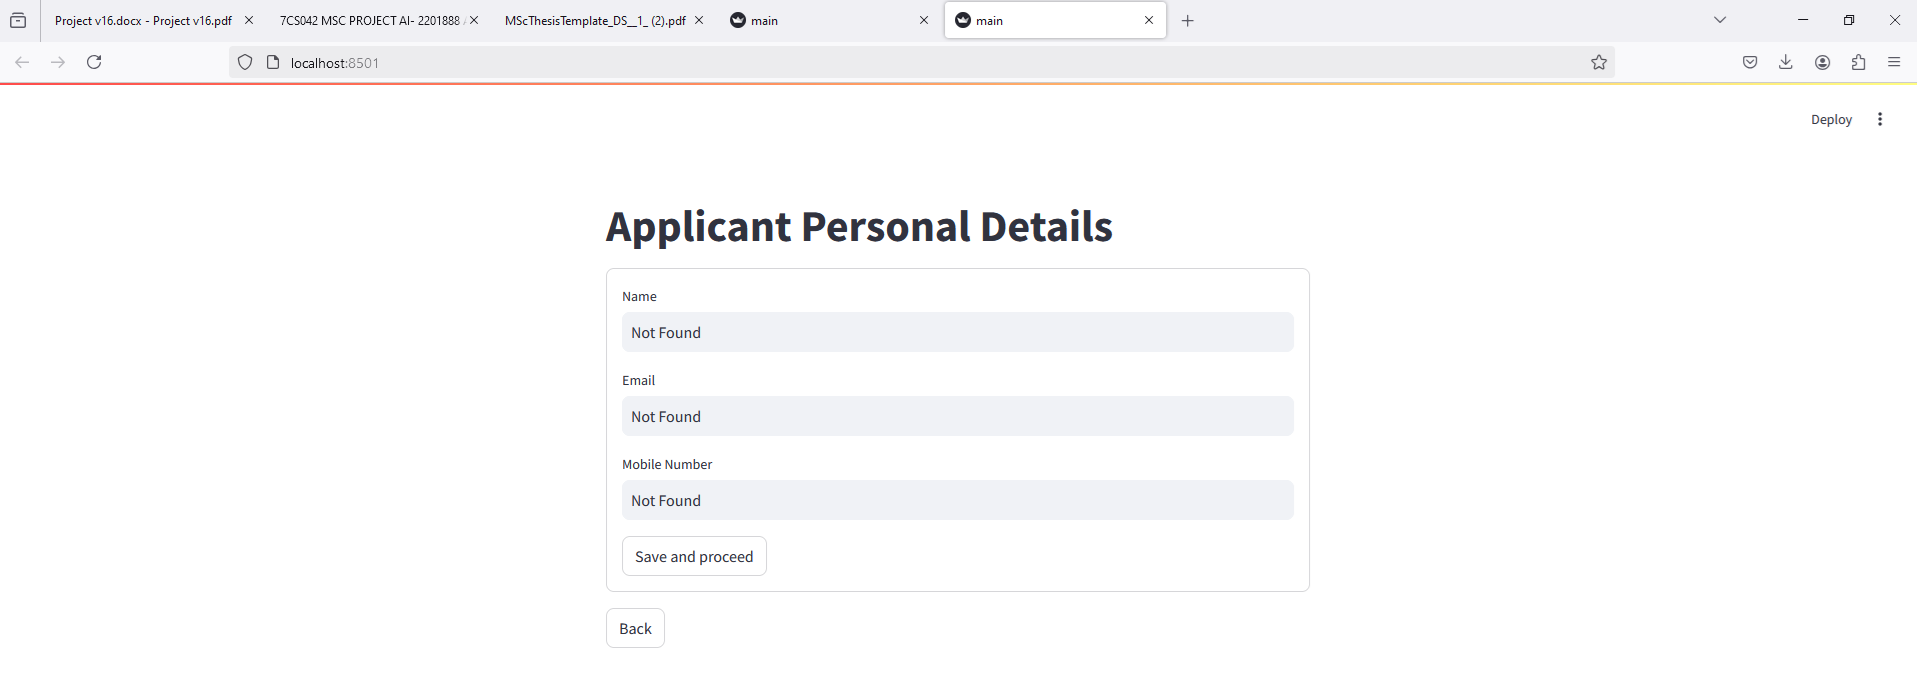 Project v16.docx - Project v16.pdf
7CS042 MSC PROJECT AI- 2201888
MScThesisTemplate_DS__1_ (2).pdf
main
main
localhost:8501
Deploy
Applicant Personal Details
Name
Not Found
Email
Not Found
Mobile Number
Not Found
Save and proceed
Back